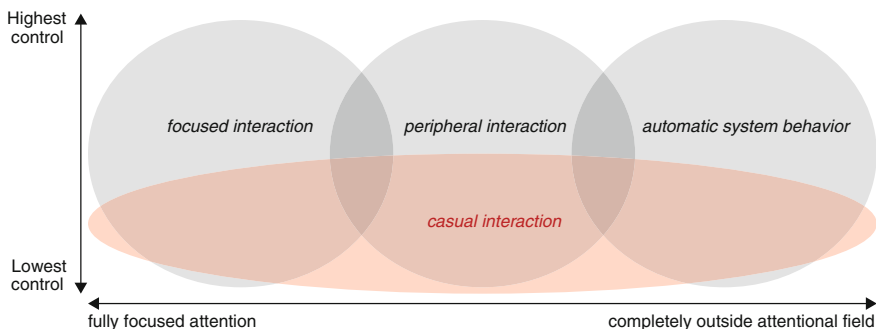 Highest
control
focused interaction
peripheral interaction
automatic system behavior
casual interaction
Lowest
control
fully focused attention
completely outside attentional field